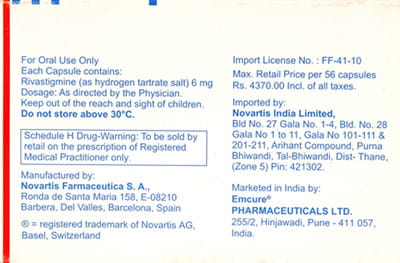 For Oral Use Only
Each Capsule contains:
Rivastigmine (as hydrogen tartrate salt) 6 mg
Dosage: As directed by the Physician.
Keep out of the reach and sight of children.
Do not store above 30°C.
Schedule H Drug-Warning: To be sold by
retail on the prescription of Registered
Medical Practitioner only.
Manufactured by:
Novartis Farmaceutica S. A.,
Ronda de Santa Maria 158, E-08210
Barbera, Del Valles, Barcelona, Spain
® = registered trademark of Novartis AG,
Basel, Switzerland
Import License No. : FF-41-10
Max. Retail Price per 56 capsules
Rs. 4370.00 Incl. of all taxes.
Imported by:
Novartis India Limited,
Bld No. 27 Gala No. 1-4, Bld. No. 28
Gala No 1 to 11, Gala No 101-111 &
201-211, Arihant Compound, Purna
Bhiwandi, Tal-Bhiwandi, Dist- Thane,
(Zone 5) Pin: 421302.
Marketed in India by:
Emcure®
PHARMACEUTICALS LTD.
255/2, Hinjawadi, Pune - 411 057,
India.